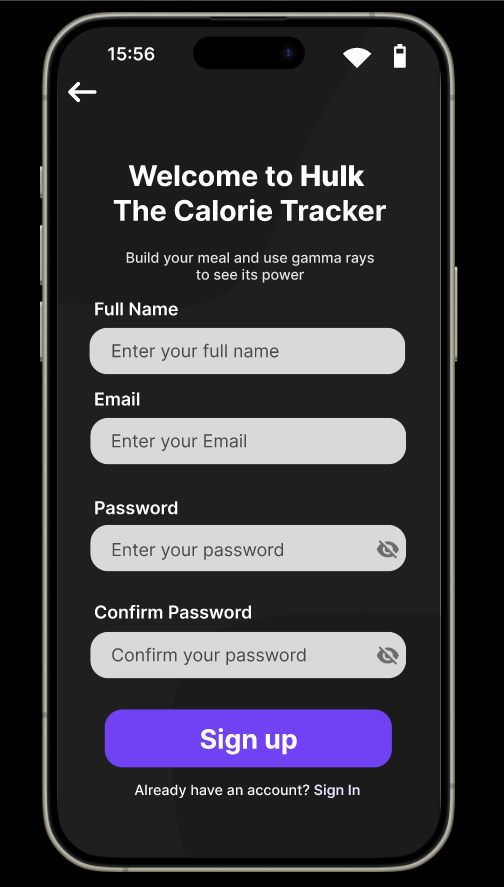 15:56
Welcome to Hulk
The Calorie Tracker
Build your meal and use gamma rays
to see its power
Full Name
Enter your full name
Email
Enter your Email
Password
Enter your password
Confirm Password
Confirm your password
Sign up
Already have an account? Sign In